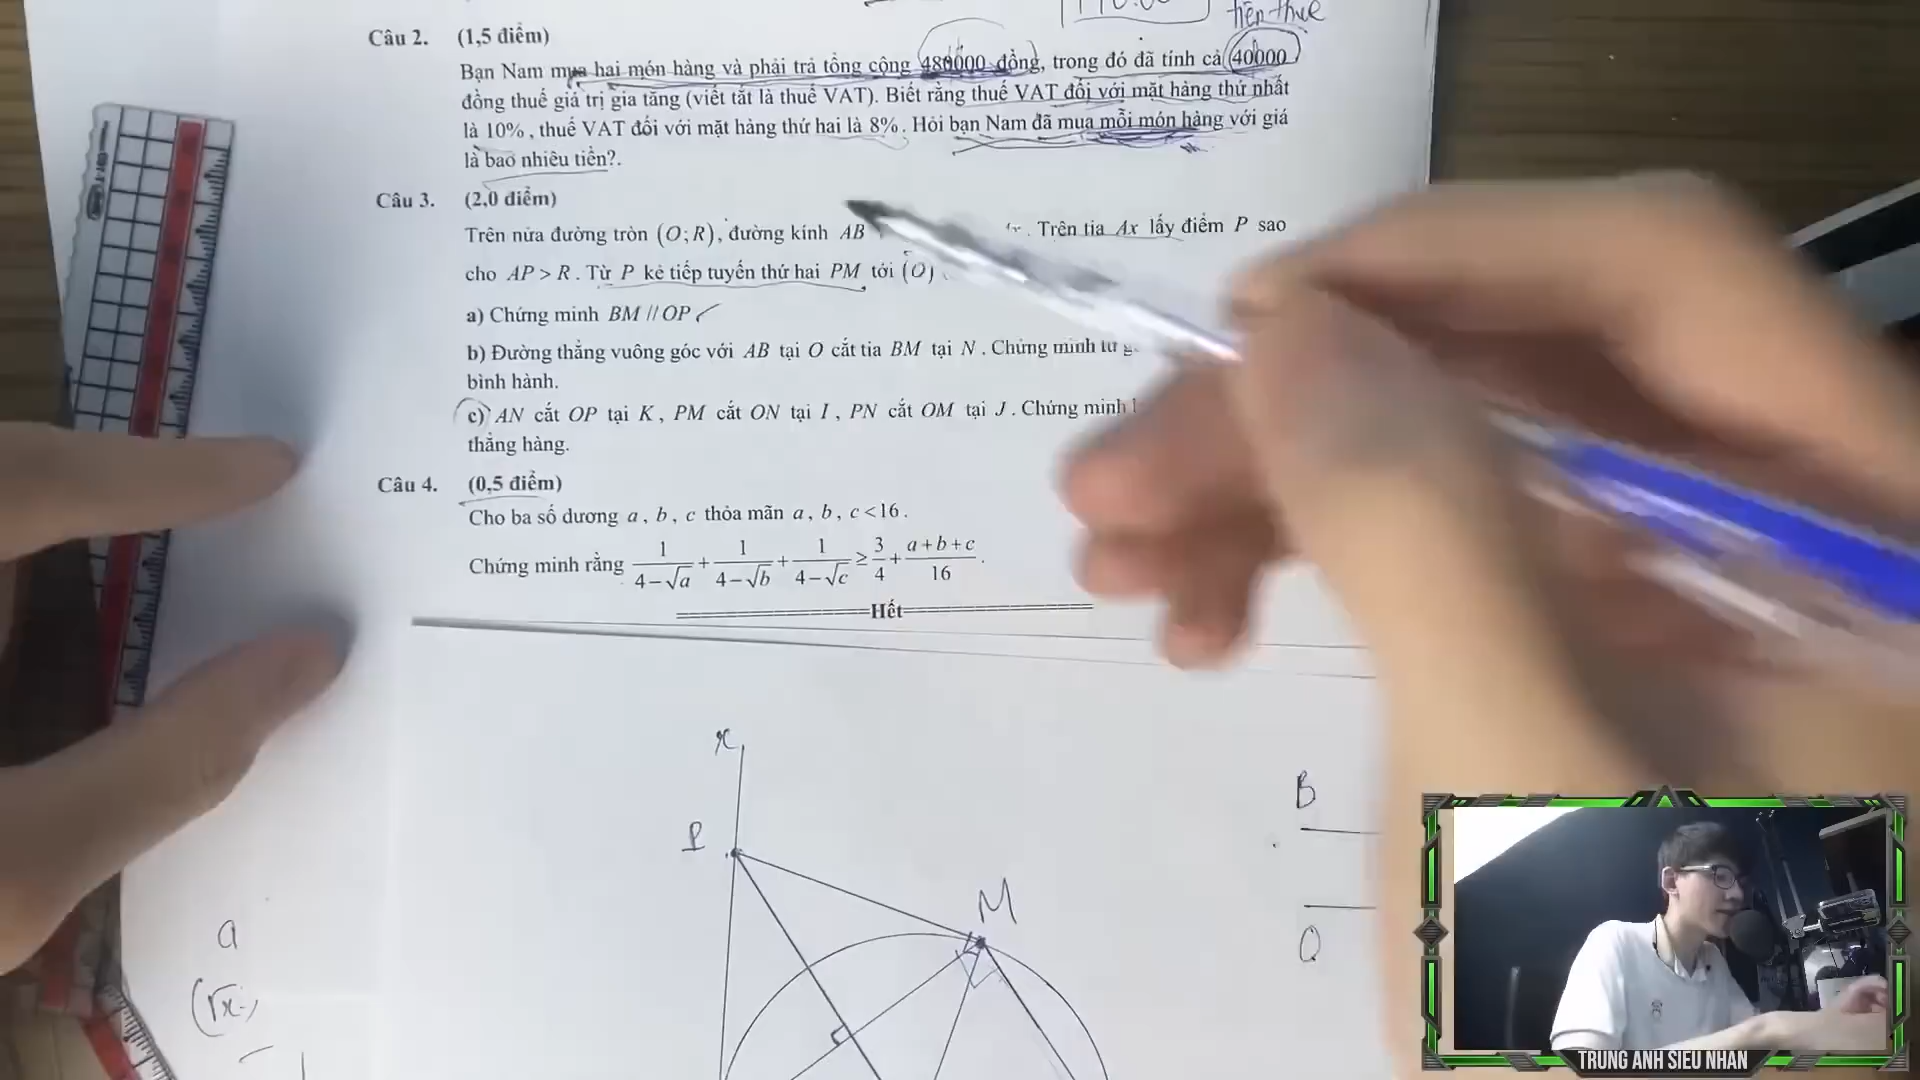 tiền thuế
Câu 2. (1,5 điểm)
Bạn Nam mua hai món hàng và phải trả tổng cộng 480000 đồng, trong đó đã tính cả 40000
đồng thuế giá trị gia tăng (viết tắt là thuế VAT). Biết rằng thuế VAT đối với mặt hàng thứ nhất
là 10%, thuế VAT đối với mặt hàng thứ hai là 8%. Hỏi bạn Nam đã mua mỗi món hàng với giá
là bao nhiêu tiền?.
Câu 3. (2,0 điểm)
Trên nửa đường tròn (O;R), đường kính AB . Trên tia Ax lấy điểm P sao
cho AP > R. Từ P kẻ tiếp tuyến thứ hai PM tới (O)
a) Chứng minh BM // OP
b) Đường thẳng vuông góc với AB tại O cắt tia BM tại N. Chứng minh tứ
bình hành.
c) AN cắt OP tại K, PM cắt ON tại I, PN cắt OM tại J. Chứng minh
thẳng hàng.
Câu 4. (0,5 điểm)
Cho ba số dương a, b, c thỏa mãn a, b, c<16.
Chứng minh rằng 1/(4−√a) + 1/(4−√b) + 1/(4−√c) ≥ 3/4 + (a+b+c)/16.
Hết
x
P
M
B
O
a
TRUNG ANH SIEU NHAN